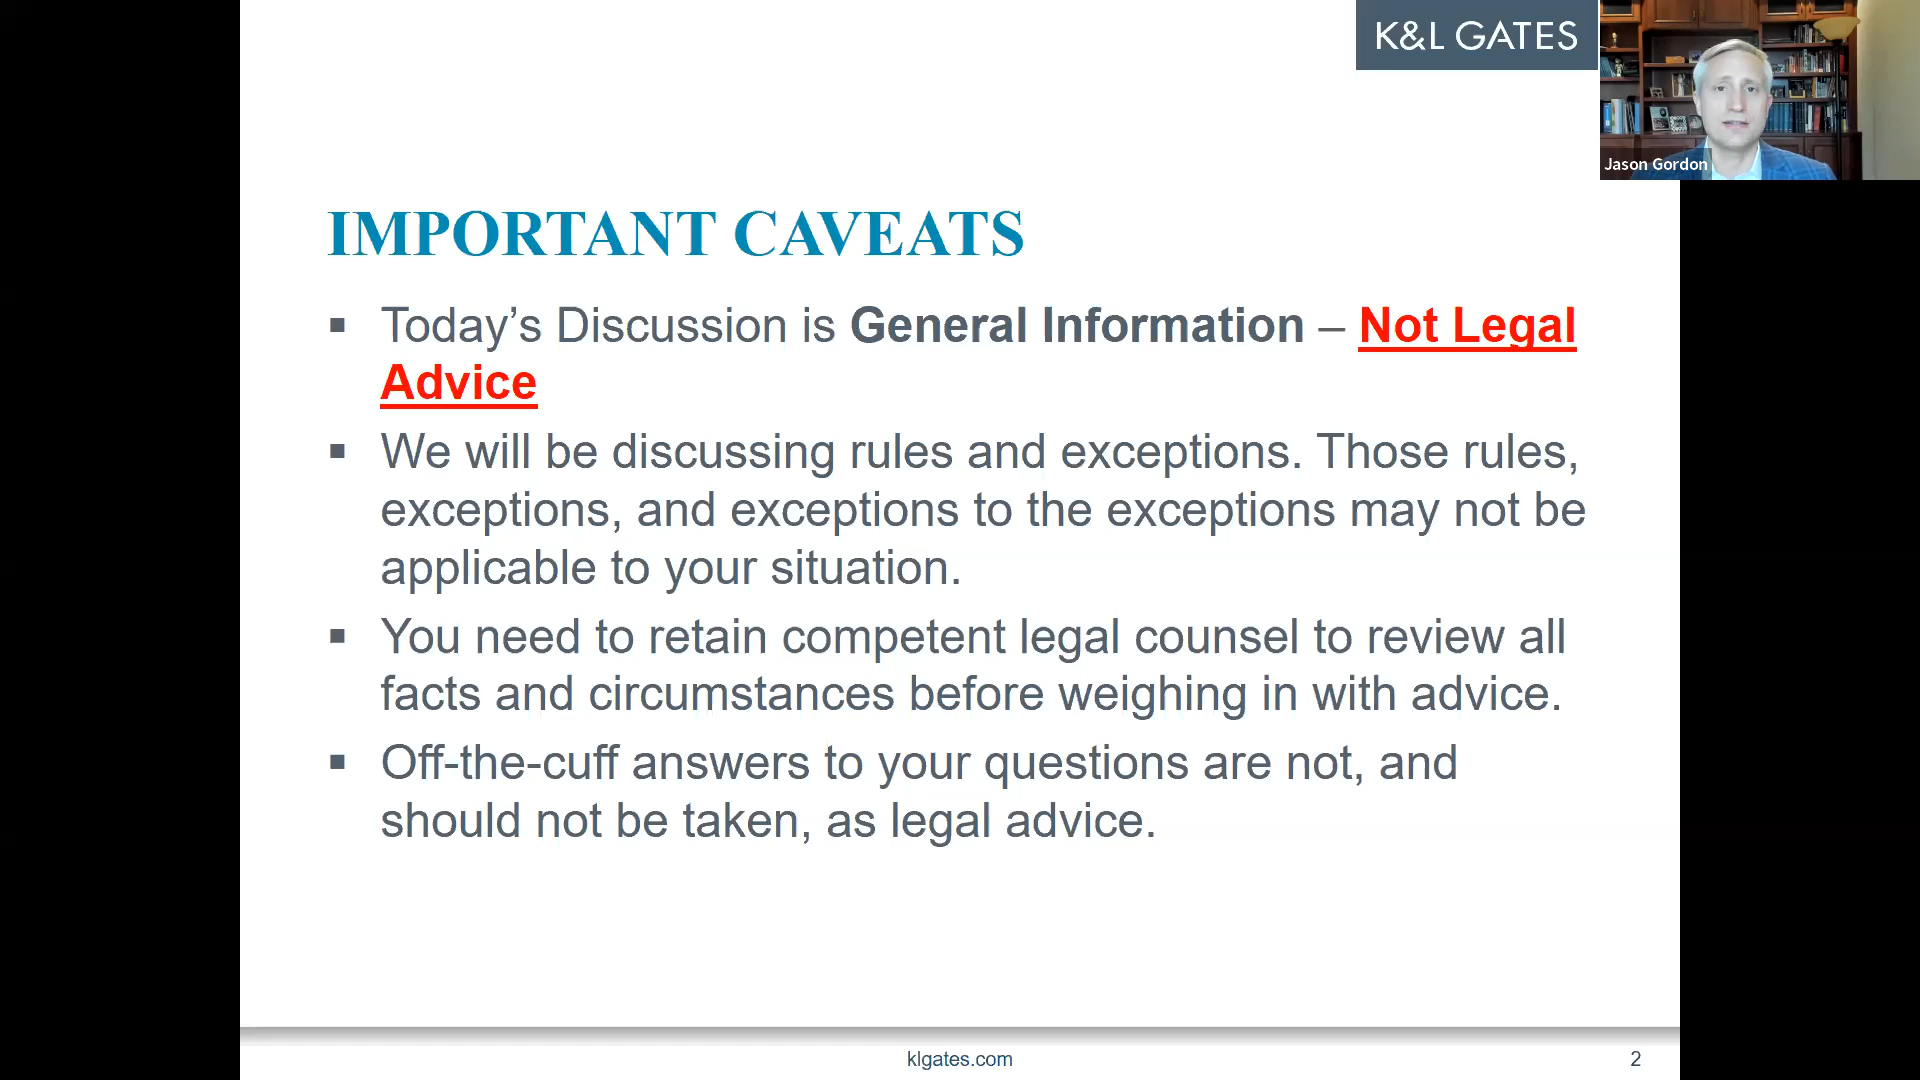 K&L GATES
Jason Gordon
IMPORTANT CAVEATS
▪ Today’s Discussion is General Information – Not Legal
Advice
▪ We will be discussing rules and exceptions. Those rules,
exceptions, and exceptions to the exceptions may not be
applicable to your situation.
▪ You need to retain competent legal counsel to review all
facts and circumstances before weighing in with advice.
▪ Off-the-cuff answers to your questions are not, and
should not be taken, as legal advice.
klgates.com
2